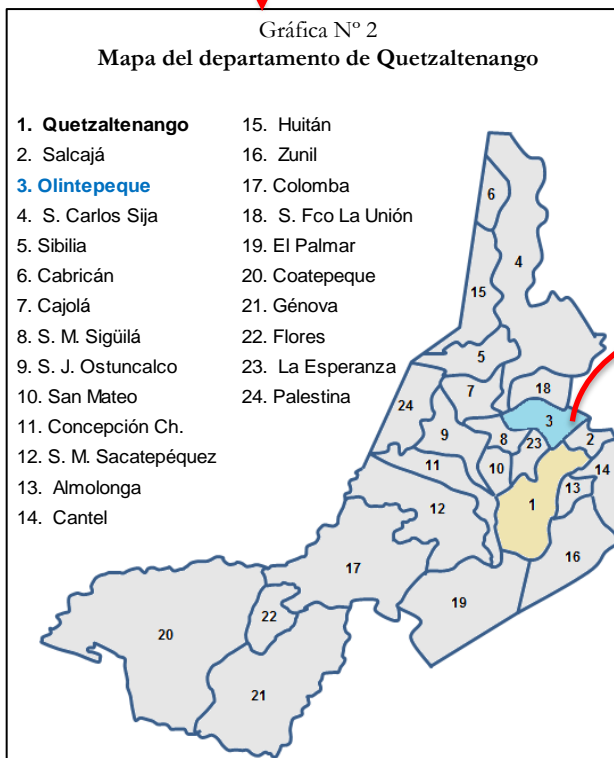 Gráfica Nº 2
Mapa del departamento de Quetzaltenango
1. Quetzaltenango
2. Salcajá
3. Olintepeque
4. S. Carlos Sija
5. Sibilia
6. Cabricán
7. Cajolá
8. S. M. Sigüilá
9. S. J. Ostuncalco
10. San Mateo
11. Concepción Ch.
12. S. M. Sacatepéquez
13. Almolonga
14. Cantel
15. Huitán
16. Zunil
17. Colomba
18. S. Fco La Unión
19. El Palmar
20. Coatepeque
21. Génova
22. Flores
23. La Esperanza
24. Palestina
6
4
15
5
7
18
24
3
9
8
23
2
11
10
14
13
12
1
16
17
19
22
20
21